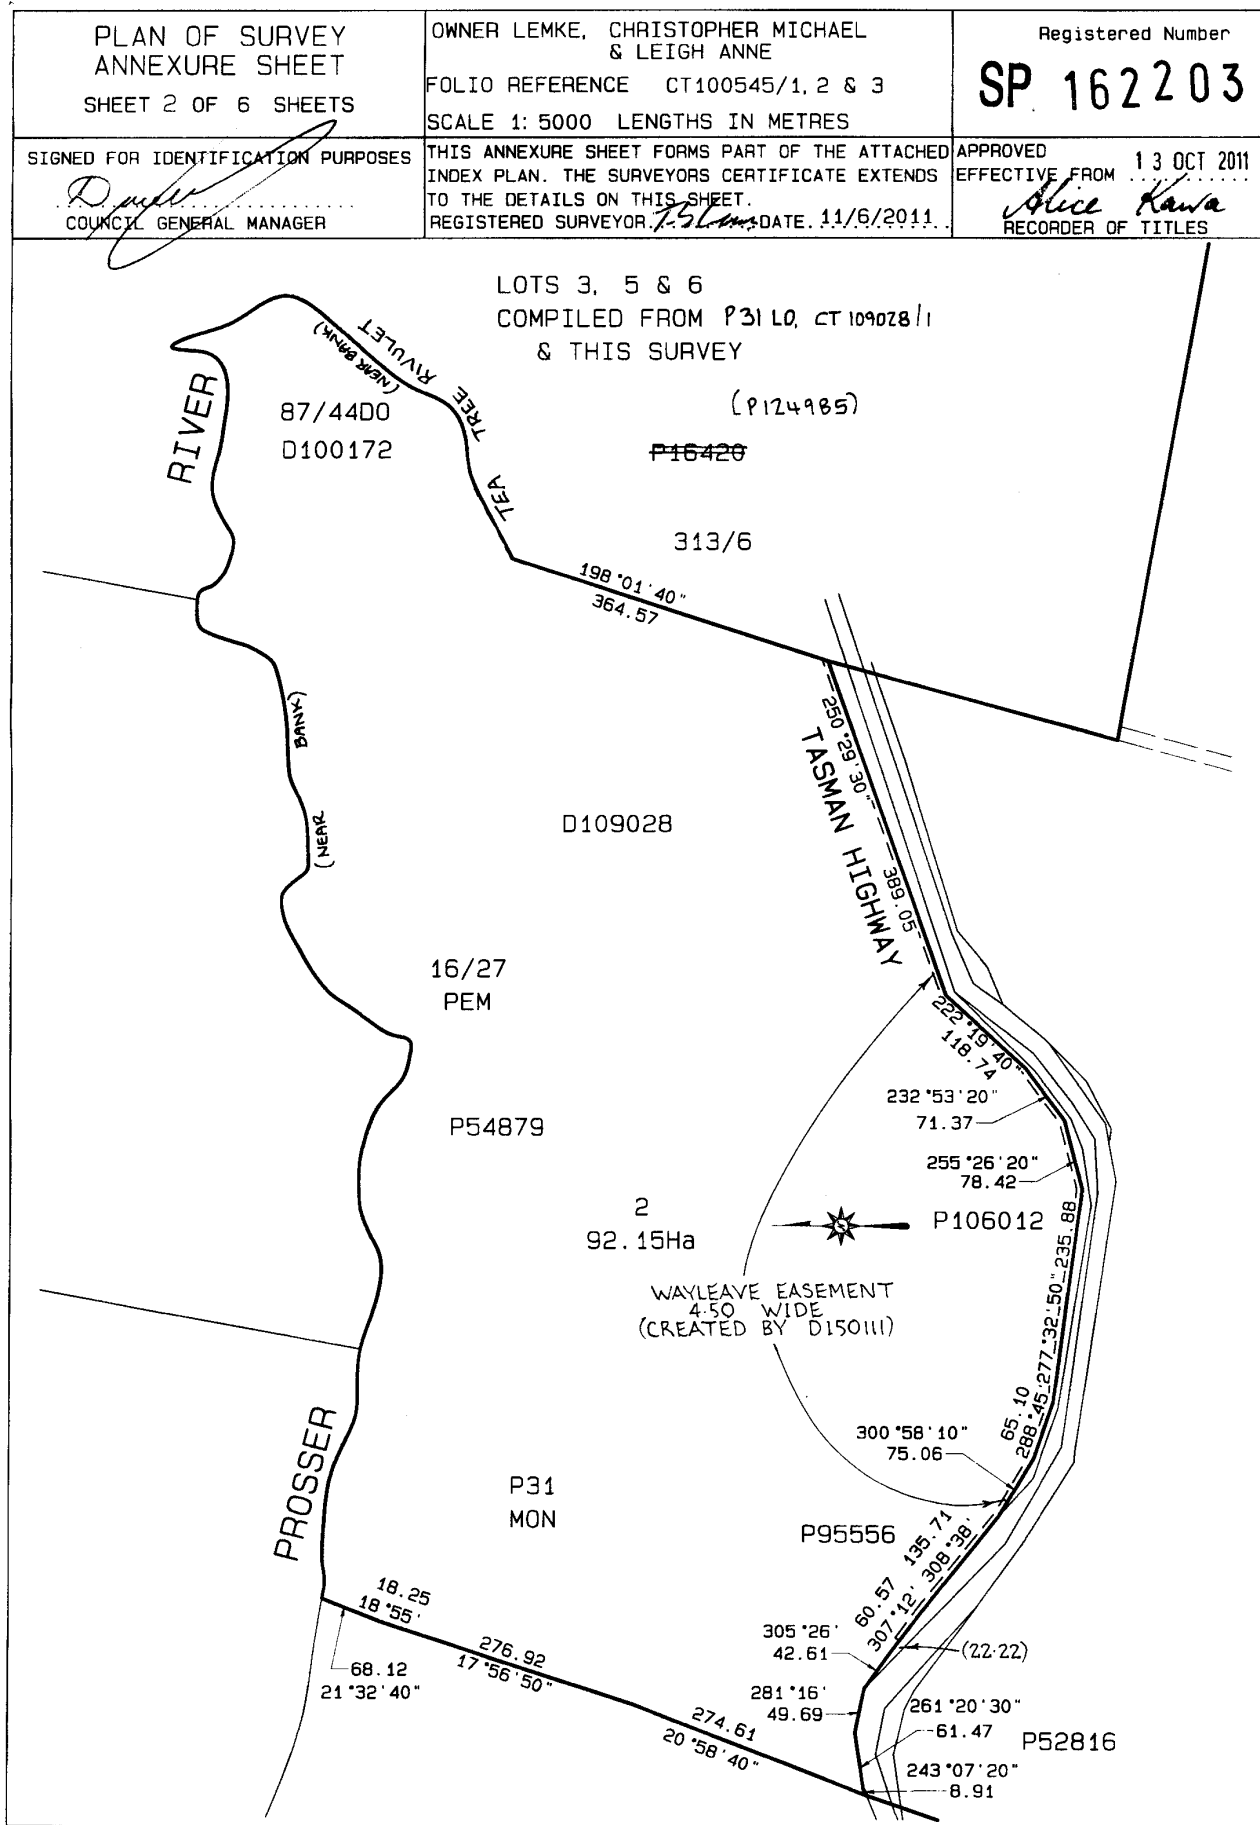 PLAN OF SURVEY
ANNEXURE SHEET
SHEET 2 OF 6 SHEETS
OWNER LEMKE, CHRISTOPHER MICHAEL
& LEIGH ANNE
FOLIO REFERENCE CT100545/1, 2 & 3
SCALE 1: 5000 LENGTHS IN METRES
Registered Number
SP 162203
SIGNED FOR IDENTIFICATION PURPOSES
COUNCIL GENERAL MANAGER
THIS ANNEXURE SHEET FORMS PART OF THE ATTACHED
INDEX PLAN. THE SURVEYORS CERTIFICATE EXTENDS
TO THE DETAILS ON THIS SHEET.
REGISTERED SURVEYOR. DATE. 11/6/2011
APPROVED
EFFECTIVE FROM 13 OCT 2011
Alice Kawa
RECORDER OF TITLES
LOTS 3, 5 & 6
COMPILED FROM P31 LO, CT 109028/1
& THIS SURVEY
(P124985)
P16420
313/6
TEA TREE RIVULET
(NEAR BANK)
87/44DO
D100172
RIVER
198°01'40"
364.57
250°29'30"
389.05
TASMAN HIGHWAY
(NEAR BANK)
D109028
16/27
PEM
222°19'40"
118.74
232°53'20"
71.37
P54879
255°26'20"
78.42
2
92.15Ha
P106012
235.88
277°32'50"
WAYLEAVE EASEMENT
4.50 WIDE
(CREATED BY D150111)
65.10
288°45'
300°58'10"
75.06
PROSSER
P31
MON
P95556
135.71
308°38'
60.57
307°12'
305°26'
42.61
(22.22)
18.25
18°55'
68.12
21°32'40"
276.92
17°56'50"
281°16'
49.69
261°20'30"
61.47
P52816
274.61
20°58'40"
243°07'20"
8.91